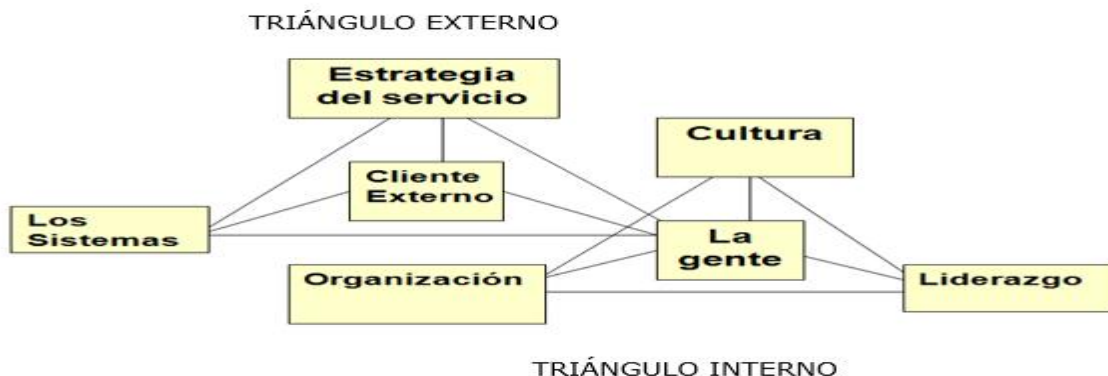 TRIÁNGULO EXTERNO
Estrategia
del servicio
Cultura
Cliente
Externo
Los
Sistemas
La
gente
Organización
Liderazgo
TRIÁNGULO INTERNO